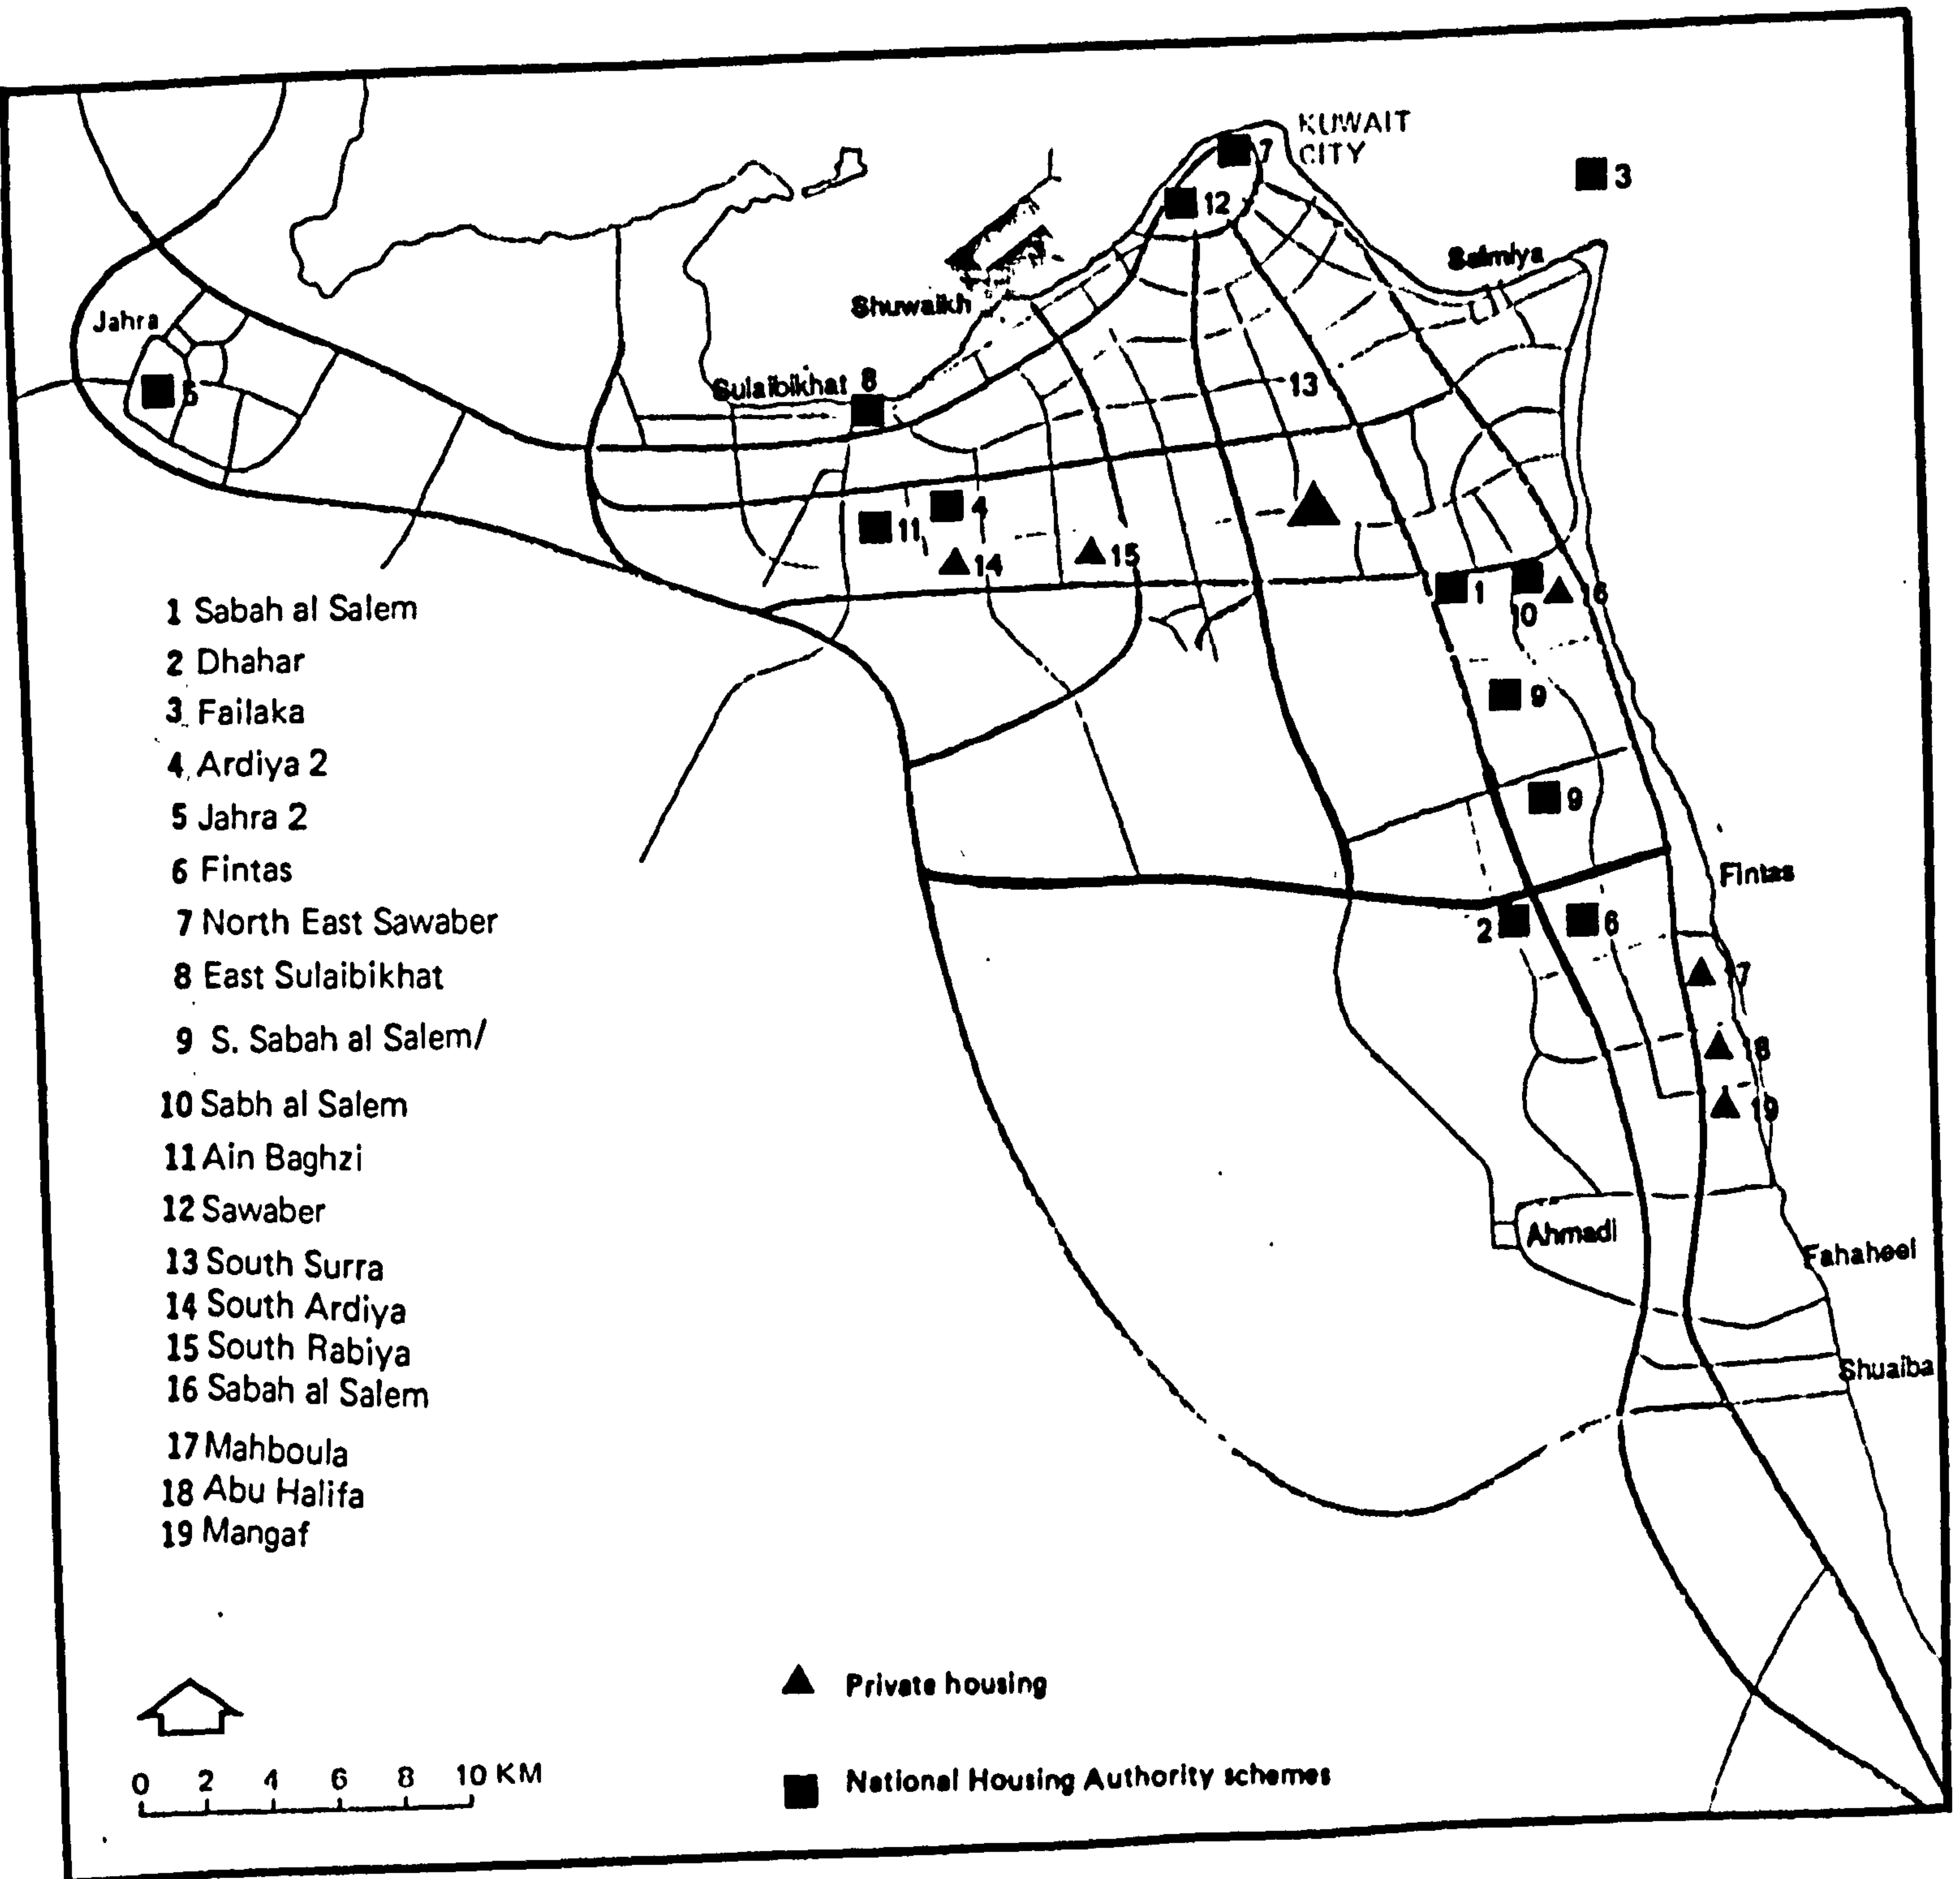 KUWAIT
CITY
7
3
12
Salmiya
Shuwaikh
Jahra
Sulaibikhat 8
13
5
4
11
14
15
1
10
16
9
9
Fintas
2
6
17
18
19
Ahmadi
Fahaheel
Shuaiba
1 Sabah al Salem
2 Dhahar
3 Failaka
4 Ardiya 2
5 Jahra 2
6 Fintas
7 North East Sawaber
8 East Sulaibikhat
9 S. Sabah al Salem/
10 Sabh al Salem
11 Ain Baghzi
12 Sawaber
13 South Surra
14 South Ardiya
15 South Rabiya
16 Sabah al Salem
17 Mahboula
18 Abu Halifa
19 Mangaf
Private housing
National Housing Authority schemes
0 2 4 6 8 10 KM